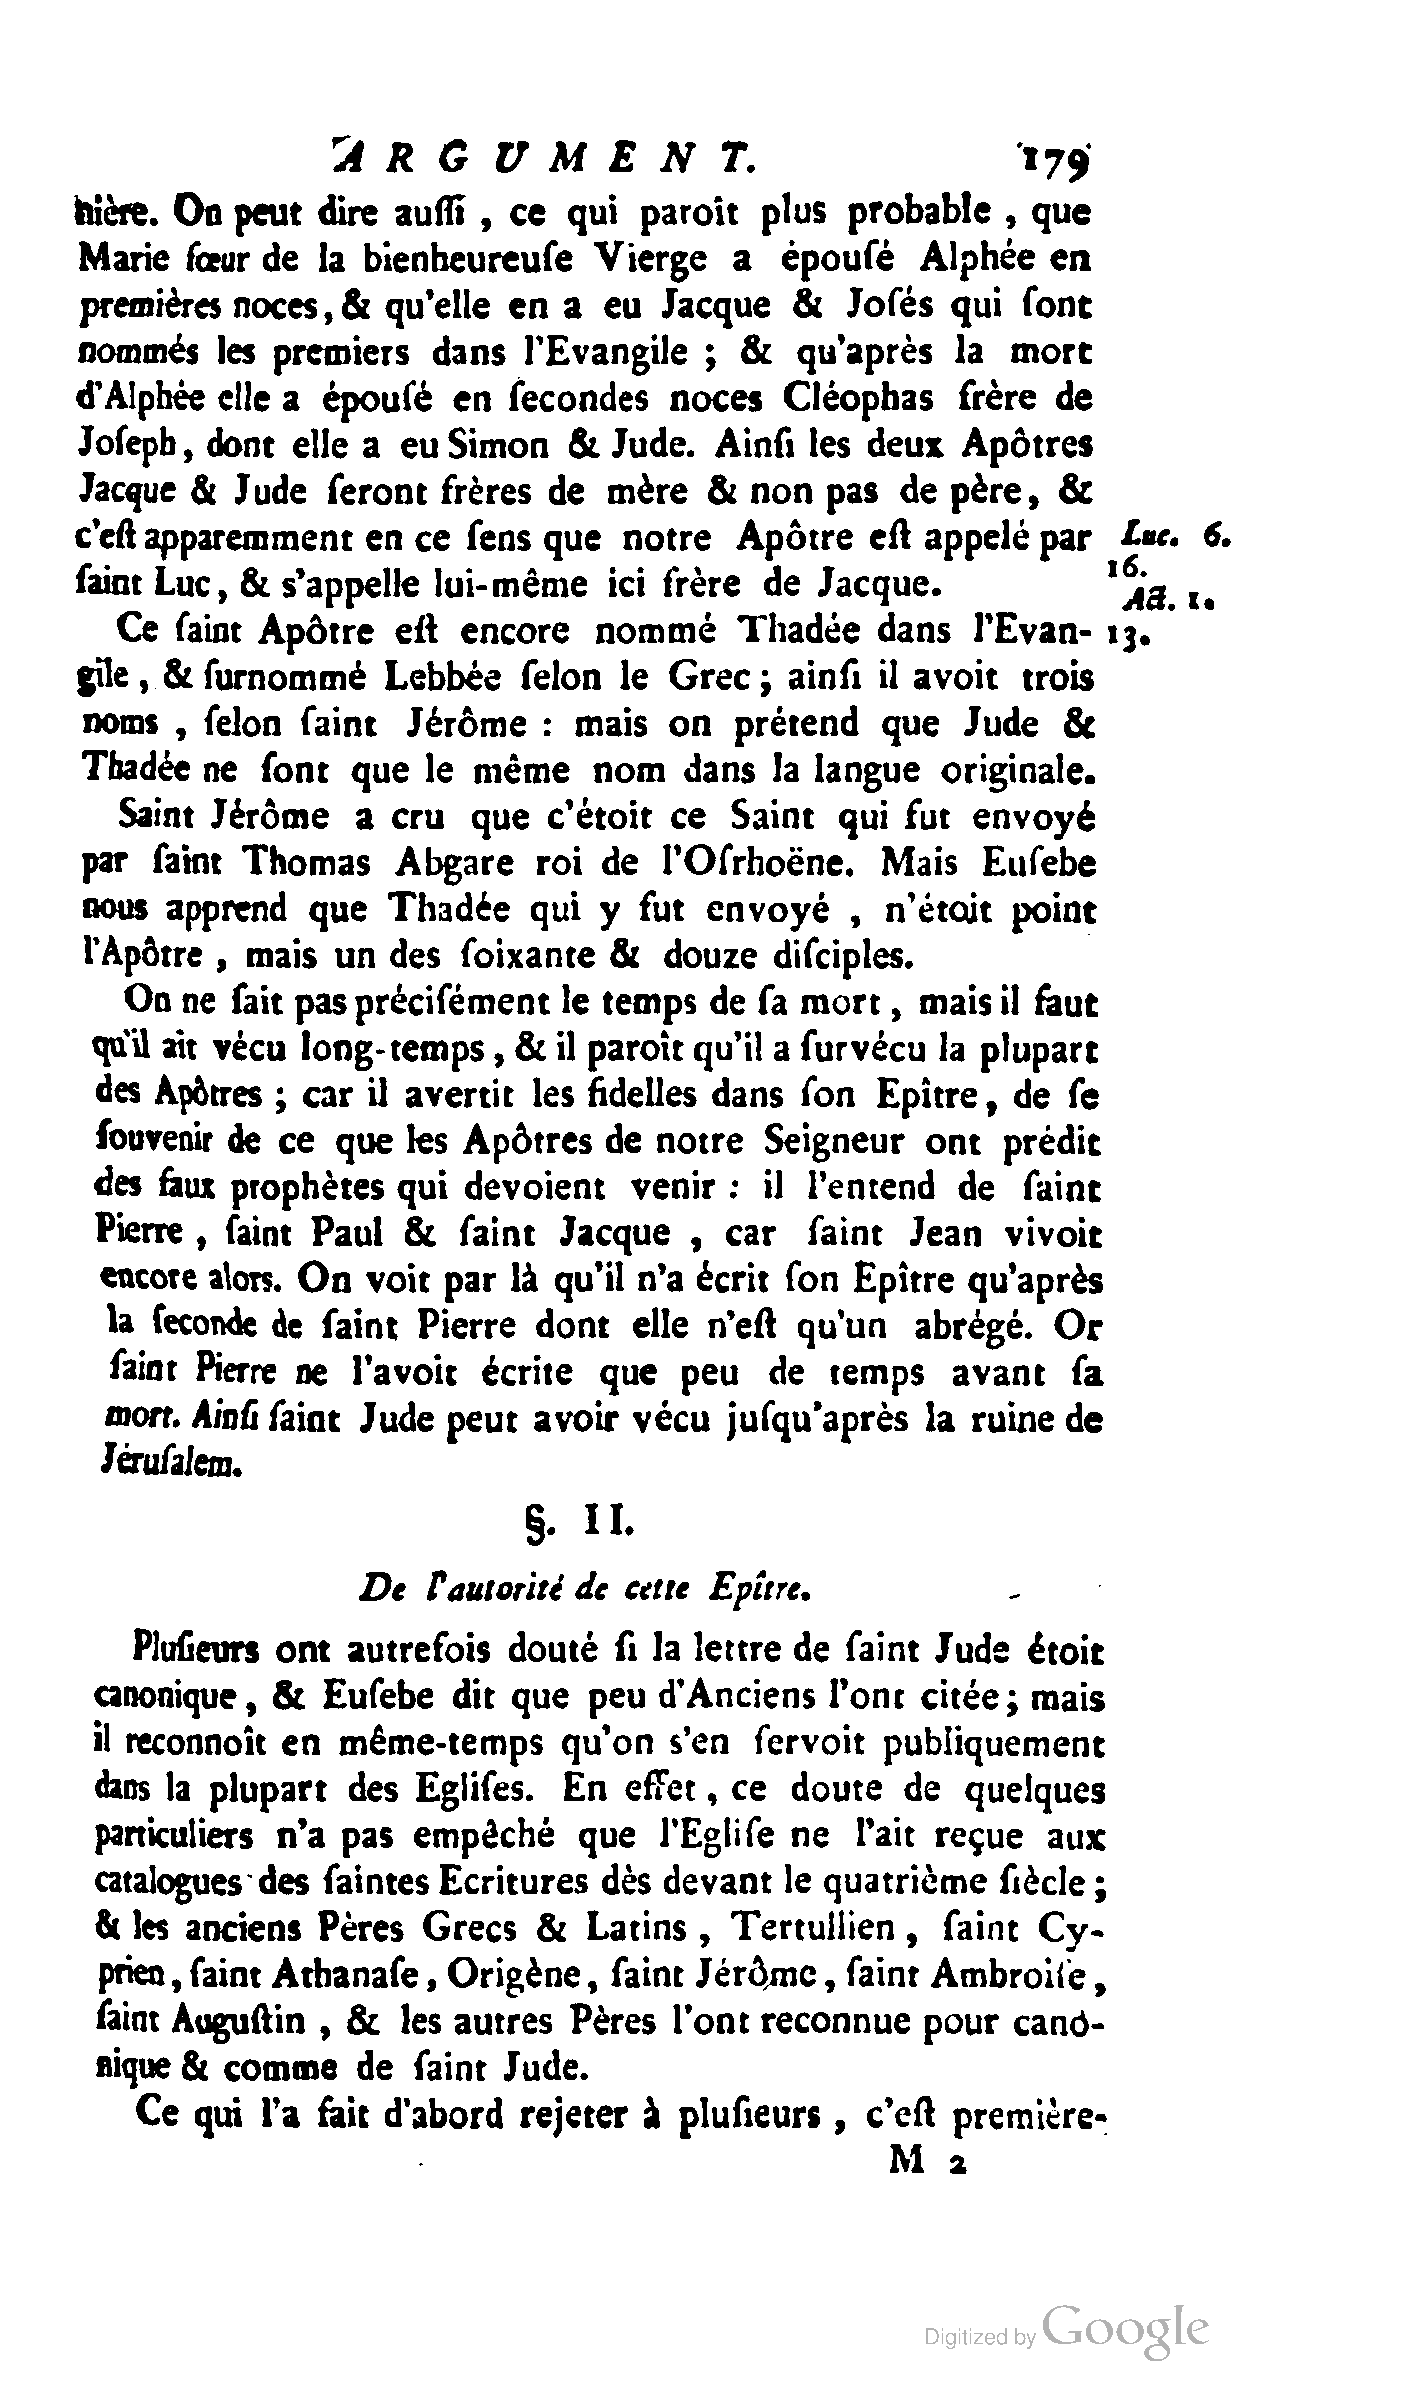 ARGUMENT. 179
nière. On peut dire auſſi, ce qui paroît plus probable, que
Marie ſœur de la bienheureuſe Vierge a épouſé Alphée en
premières noces, & qu'elle en a eu Jacque & Joſés qui ſont
nommés les premiers dans l'Evangile ; & qu'après la mort
d'Alphée elle a épouſé en ſecondes noces Cléophas frère de
Joſeph, dont elle a eu Simon & Jude. Ainſi les deux Apôtres
Jacque & Jude ſeront frères de mère & non pas de père, &
c'eſt apparemment en ce ſens que notre Apôtre eſt appelé par
Luc. 6.
16.
ſaint Luc, & s'appelle lui-même ici frère de Jacque.
Act. 1.
13.
Ce ſaint Apôtre eſt encore nommé Thadée dans l'Evan-
gile, & ſurnommé Lebbée ſelon le Grec ; ainſi il avoit trois
noms, ſelon ſaint Jérôme : mais on prétend que Jude &
Thadée ne ſont que le même nom dans la langue originale.
Saint Jérôme a cru que c'étoit ce Saint qui fut envoyé
par ſaint Thomas Abgare roi de l'Oſrhoëne. Mais Euſebe
nous apprend que Thadée qui y fut envoyé, n'étoit point
l'Apôtre, mais un des ſoixante & douze diſciples.
On ne ſait pas préciſément le temps de ſa mort, mais il faut
qu'il ait vécu long-temps, & il paroît qu'il a ſurvécu la plupart
des Apôtres ; car il avertit les fidelles dans ſon Epître, de ſe
ſouvenir de ce que les Apôtres de notre Seigneur ont prédit
des faux prophètes qui devoient venir : il l'entend de ſaint
Pierre, ſaint Paul & ſaint Jacque, car ſaint Jean vivoit
encore alors. On voit par là qu'il n'a écrit ſon Epître qu'après
la ſeconde de ſaint Pierre dont elle n'eſt qu'un abrégé. Or
ſaint Pierre ne l'avoit écrite que peu de temps avant ſa
mort. Ainſi ſaint Jude peut avoir vécu juſqu'après la ruine de
Jéruſalem.
§. II.
De l'autorité de cette Epître.
Pluſieurs ont autrefois douté ſi la lettre de ſaint Jude étoit
canonique, & Euſebe dit que peu d'Anciens l'ont citée ; mais
il reconnoît en même-temps qu'on s'en ſervoit publiquement
dans la plupart des Egliſes. En effet, ce doute de quelques
particuliers n'a pas empêché que l'Egliſe ne l'ait reçue aux
catalogues des ſaintes Ecritures dès devant le quatrième ſiècle ;
& les anciens Pères Grecs & Latins, Tertullien, ſaint Cy-
prien, ſaint Athanaſe, Origène, ſaint Jérôme, ſaint Ambroiſe,
ſaint Auguſtin, & les autres Pères l'ont reconnue pour cano-
nique & comme de ſaint Jude.
Ce qui l'a fait d'abord rejeter à pluſieurs, c'eſt première-
M 2
Digitized by Google